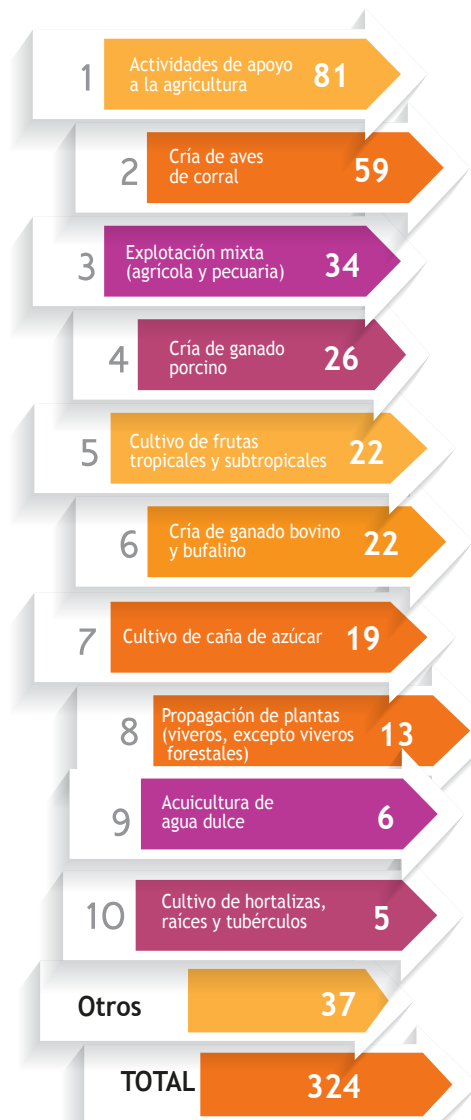 1
Actividades de apoyo
a la agricultura
81
2
Cría de aves
de corral
59
3
Explotación mixta
(agrícola y pecuaria)
34
4
Cría de ganado
porcino
26
5
Cultivo de frutas
tropicales y subtropicales
22
6
Cría de ganado bovino
y bufalino
22
7
Cultivo de caña de azúcar
19
8
Propagación de plantas
(viveros, excepto viveros
forestales)
13
9
Acuicultura de
agua dulce
6
10
Cultivo de hortalizas,
raíces y tubérculos
5
Otros
37
TOTAL
324